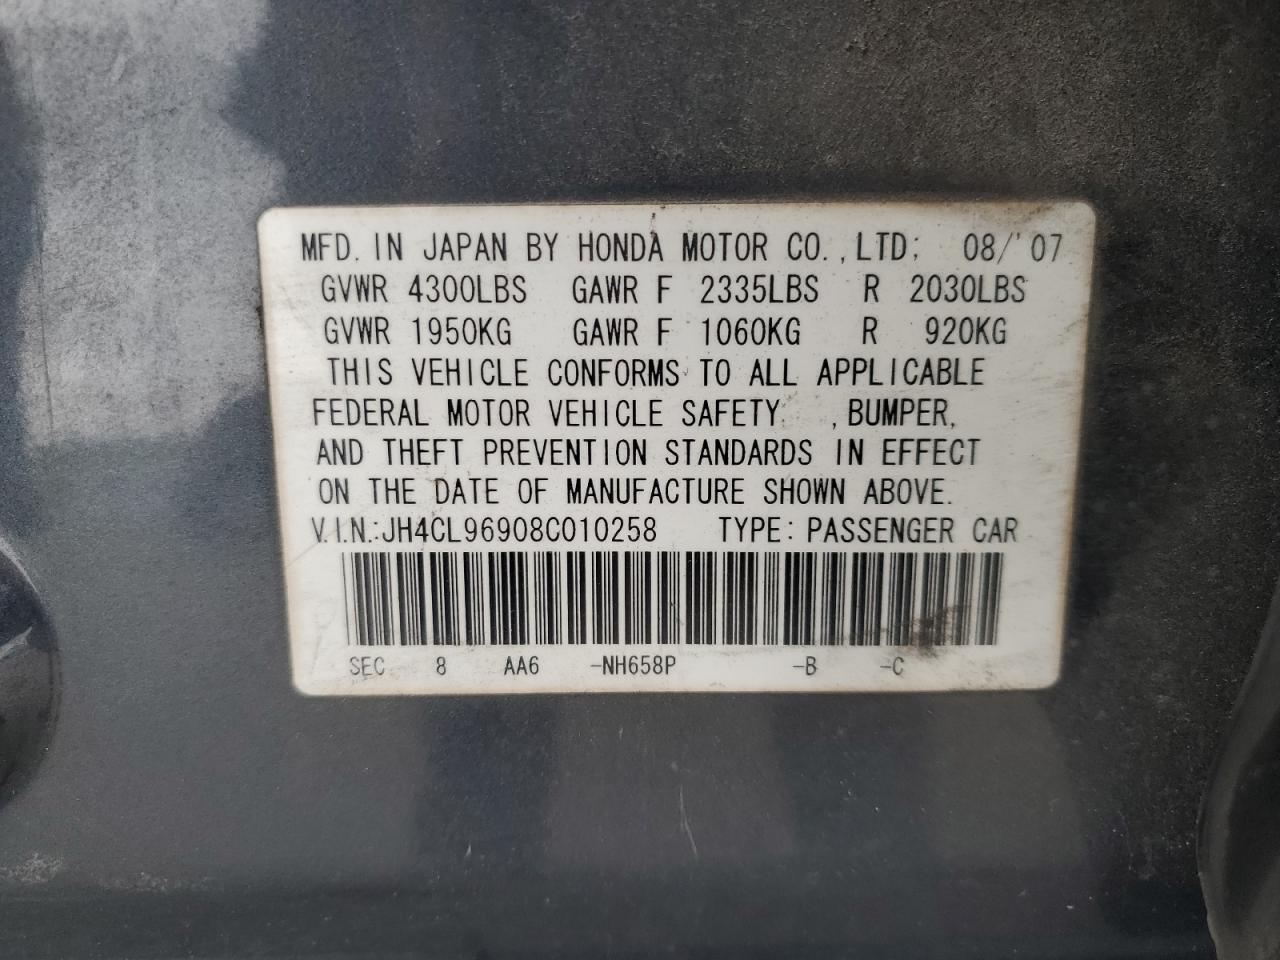 MFD. IN JAPAN BY HONDA MOTOR CO., LTD; 08/'07
GVWR 4300LBS GAWR F 2335LBS R 2030LBS
GVWR 1950KG GAWR F 1060KG R 920KG
THIS VEHICLE CONFORMS TO ALL APPLICABLE
FEDERAL MOTOR VEHICLE SAFETY, , BUMPER,
AND THEFT PREVENTION STANDARDS IN EFFECT
ON THE DATE OF MANUFACTURE SHOWN ABOVE.
V.I.N.:JH4CL96908C010258 TYPE: PASSENGER CAR
SEC 8 AA6 -NH658P -B -C